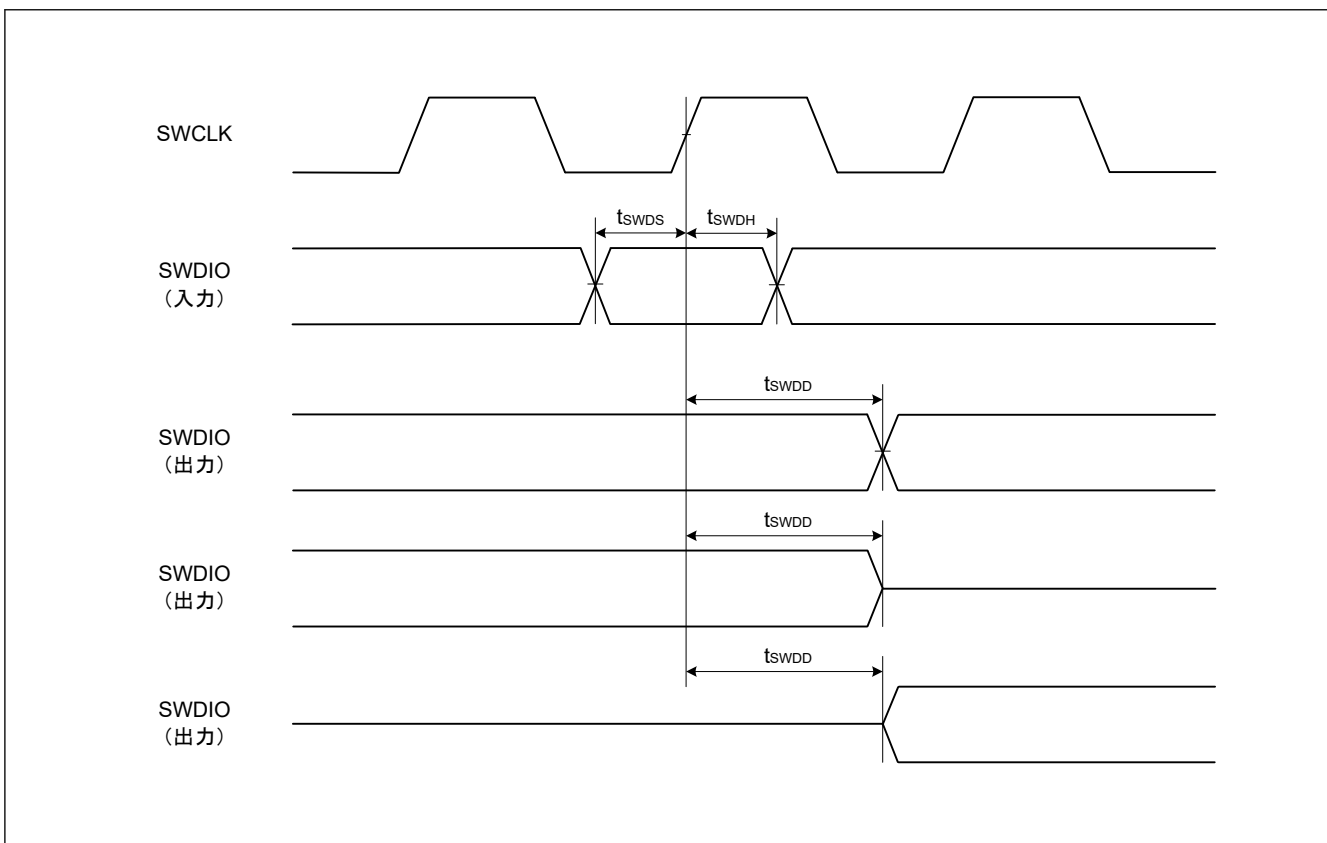 SWCLK
tSWDS
tSWDH
SWDIO
（入力）
tSWDD
SWDIO
（出力）
tSWDD
SWDIO
（出力）
tSWDD
SWDIO
（出力）